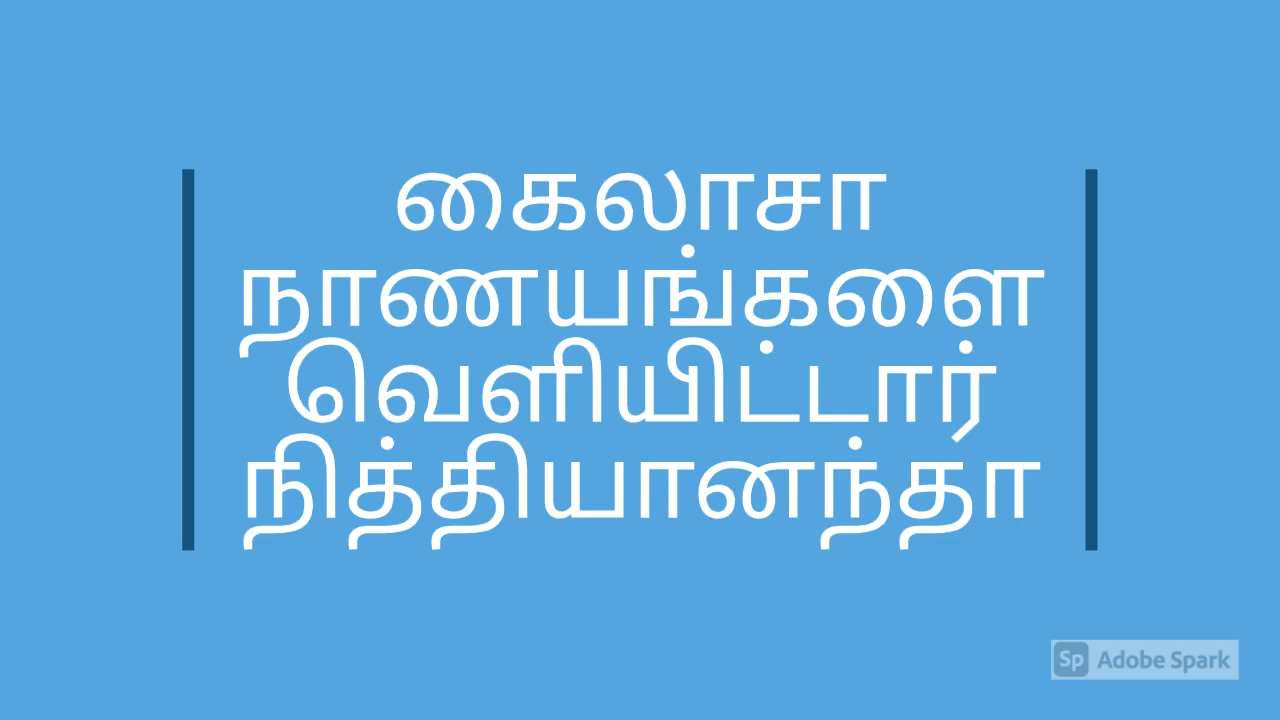 கைலாசா
நாணயங்களை
வெளியிட்டார்
நித்தியானந்தா
Sp Adobe Spark